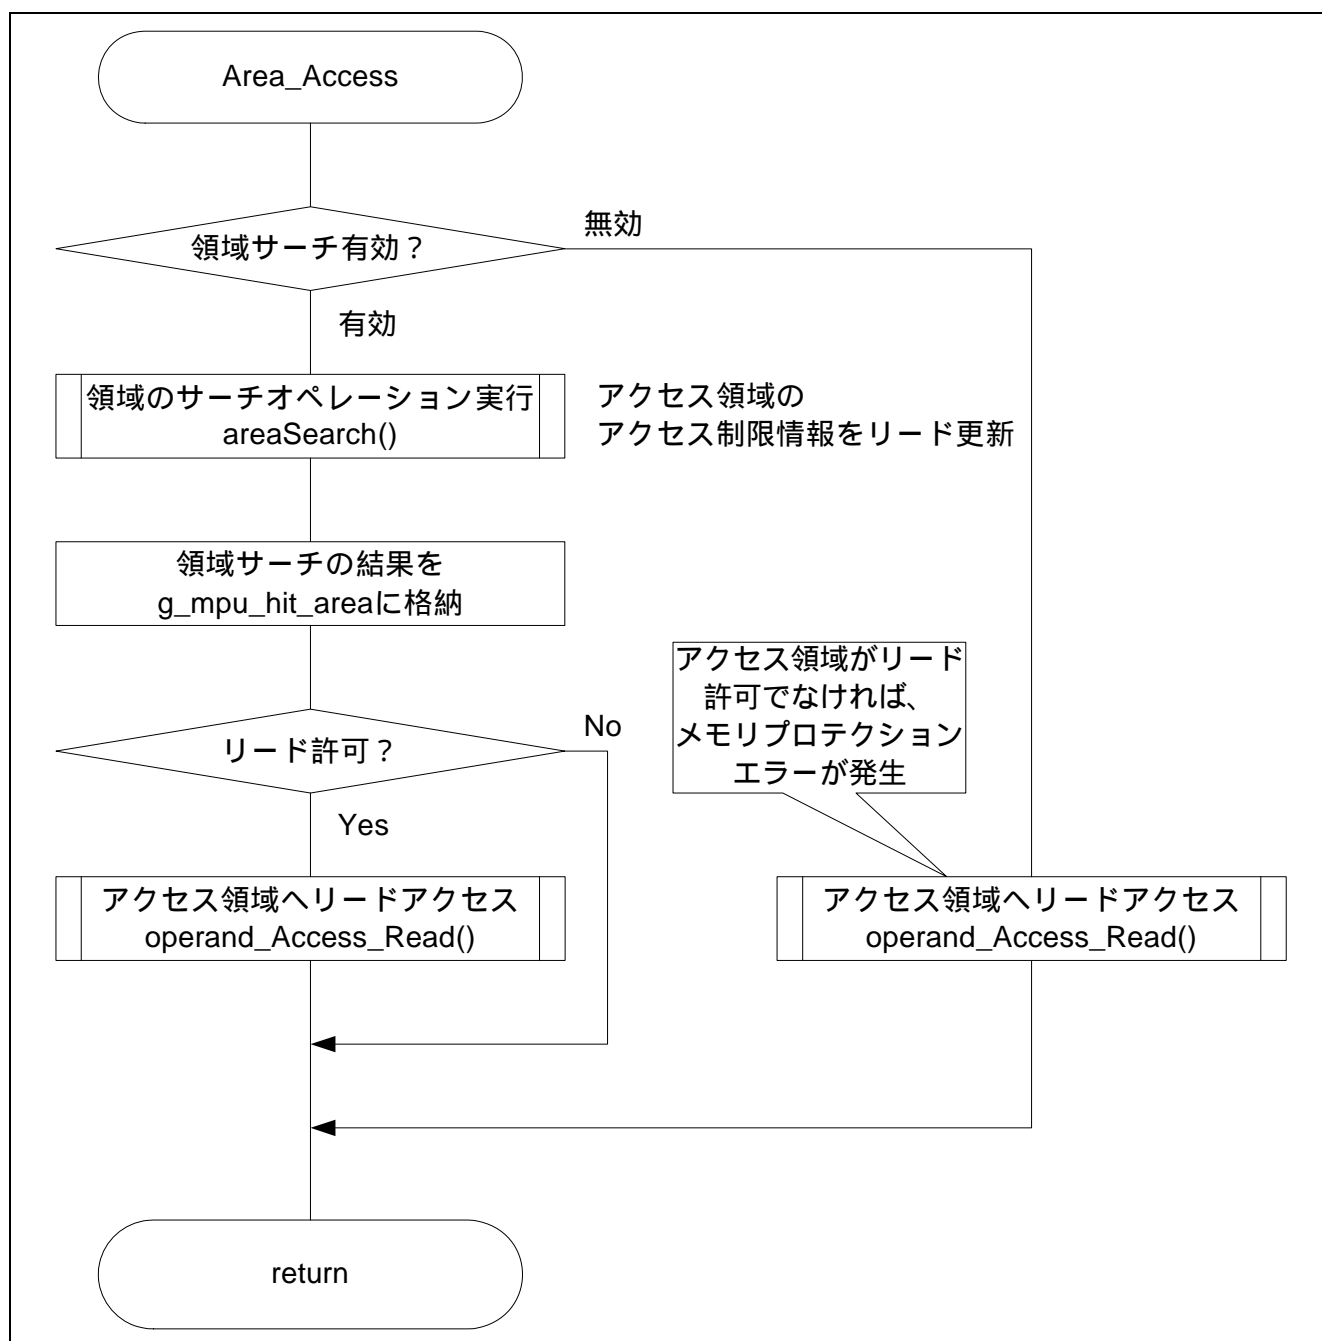 Area_Access
領域サーチ有効？
無効
有効
領域のサーチオペレーション実行
areaSearch()
アクセス領域の
アクセス制限情報をリード更新
領域サーチの結果を
g_mpu_hit_areaに格納
リード許可？
No
Yes
アクセス領域がリード
許可でなければ、
メモリプロテクション
エラーが発生
アクセス領域へリードアクセス
operand_Access_Read()
アクセス領域へリードアクセス
operand_Access_Read()
return